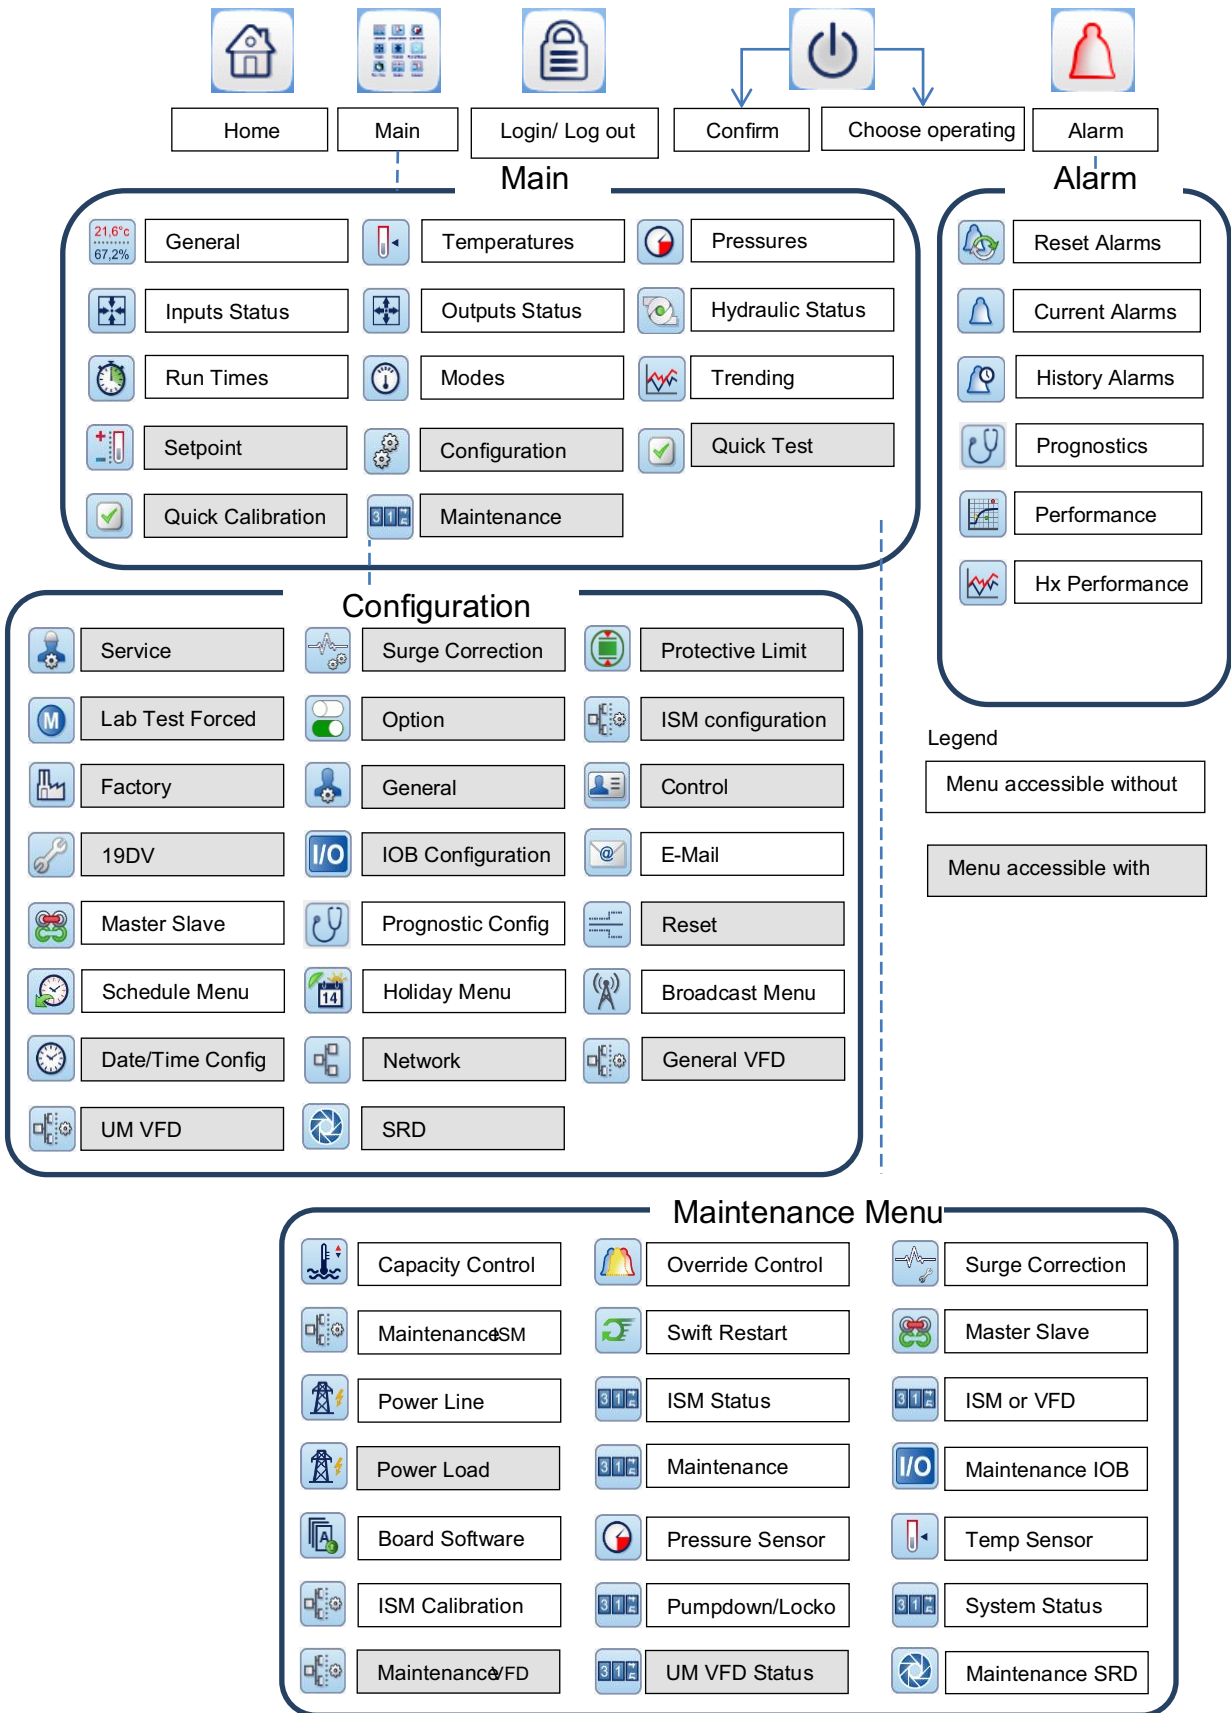 Home
Main
Login/ Log out
Confirm
Choose operating
Alarm
Main
Alarm
21,6°c
67,2%
General
Temperatures
Pressures
Reset Alarms
Inputs Status
Outputs Status
Hydraulic Status
Current Alarms
Run Times
Modes
Trending
History Alarms
Setpoint
Configuration
Quick Test
Prognostics
Quick Calibration
Maintenance
Performance
Hx Performance
Configuration
Service
Surge Correction
Protective Limit
M
Lab Test Forced
Option
ISM configuration
Legend
Factory
General
Control
Menu accessible without
19DV
I/O
IOB Configuration
E-Mail
Menu accessible with
Master Slave
Prognostic Config
Reset
Schedule Menu
14
Holiday Menu
Broadcast Menu
Date/Time Config
Network
General VFD
UM VFD
SRD
Maintenance Menu
Capacity Control
Override Control
Surge Correction
Maintenance ISM
Swift Restart
Master Slave
Power Line
ISM Status
ISM or VFD
Power Load
Maintenance
I/O
Maintenance IOB
Board Software
Pressure Sensor
Temp Sensor
ISM Calibration
Pumpdown/Locko
System Status
Maintenance VFD
UM VFD Status
Maintenance SRD